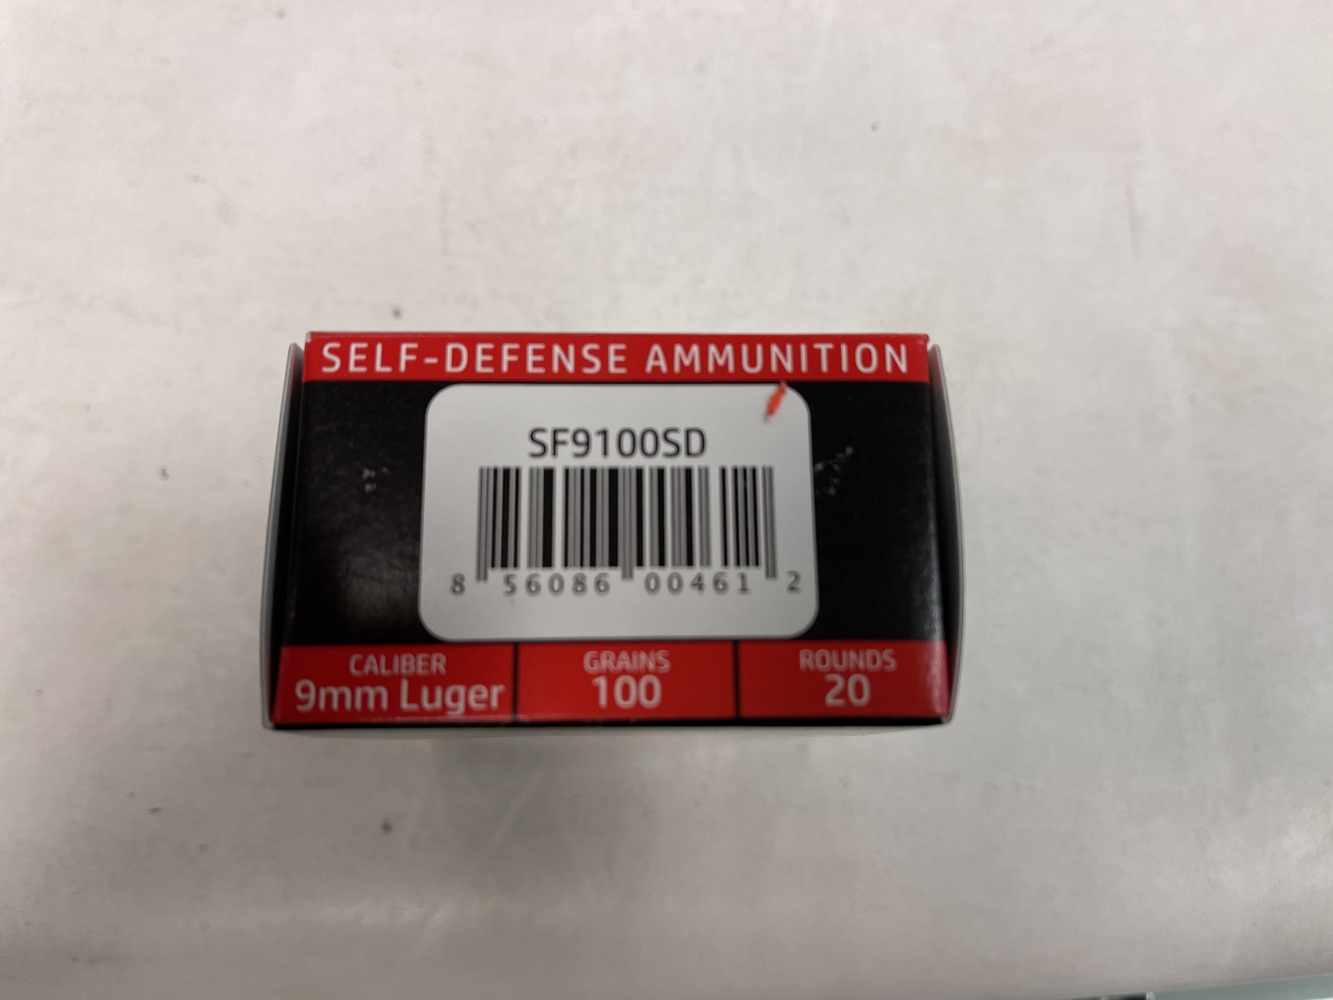 SELF-DEFENSE AMMUNITION
SF9100SD
8 56086 00461 2
CALIBER GRAINS ROUNDS
9mm Luger 100 20